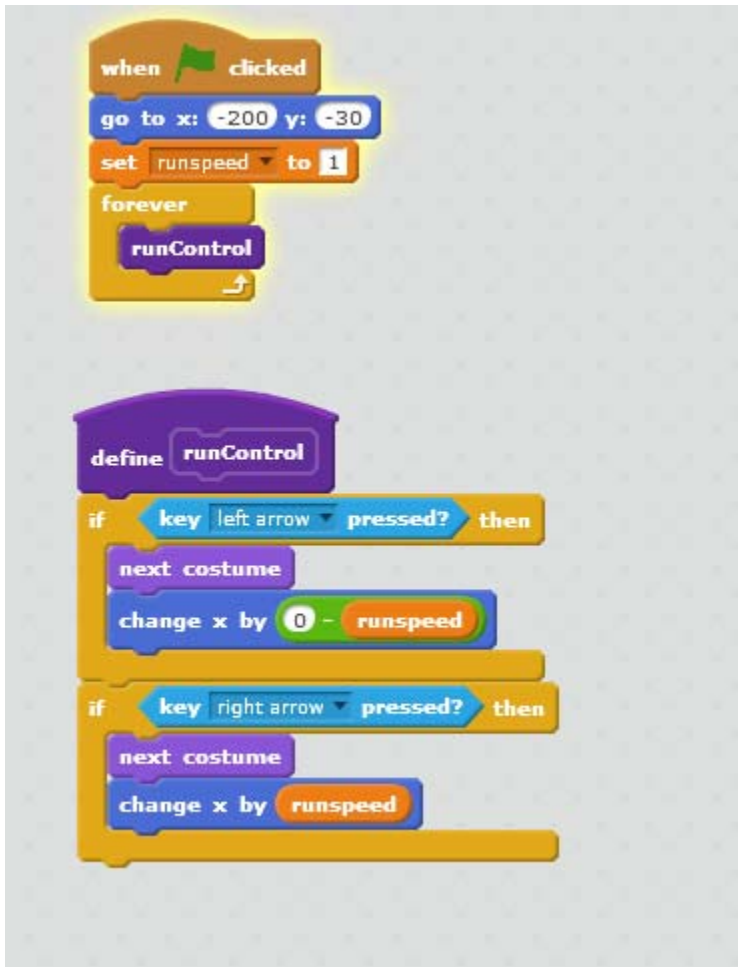 when clicked
go to x: -200 y: -30
set runspeed to 1
forever
runControl
define runControl
if key left arrow pressed? then
next costume
change x by 0 - runspeed
if key right arrow pressed? then
next costume
change x by runspeed